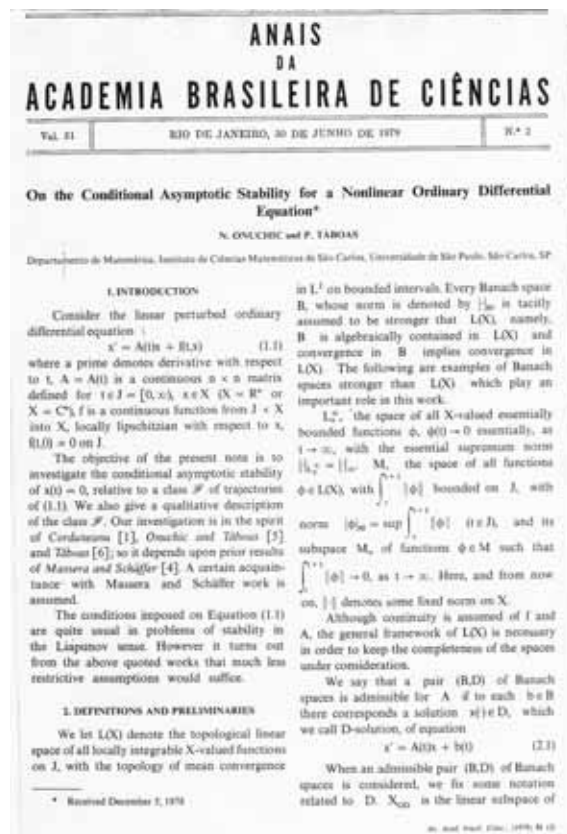 ANAIS
DA
ACADEMIA BRASILEIRA DE CIÊNCIAS
Vol. 51
RIO DE JANEIRO, 30 DE JUNHO DE 1979
N.º 2
On the Conditional Asymptotic Stability for a Nonlinear Ordinary Differential
Equation*
N. ONUCHIC and P. TÁBOAS
Departamento de Matemática, Instituto de Ciências Matemáticas de São Carlos, Universidade de São Paulo, São Carlos, SP
1. INTRODUCTION
Consider the linear perturbed ordinary
differential equation
x' = A(t)x + f(t,x) (1.1)
where a prime denotes derivative with respect
to t, A = A(t) is a continuous n × n matrix
defined for t ∈ J = [0, ∞), x ∈ X (X = Rⁿ or
X = Cⁿ), f is a continuous function from J × X
into X, locally lipschitzian with respect to x,
f(t,0) = 0 on J.
The objective of the present note is to
investigate the conditional asymptotic stability
of x(t) = 0, relative to a class ℱ of trajectories
of (1.1). We also give a qualitative description
of the class ℱ. Our investigation is in the spirit
of Corduneanu [1], Onuchic and Táboas [5]
and Táboas [6]; so it depends upon prior results
of Massera and Schäffer [4]. A certain acquain-
tance with Massera and Schäffer work is
assumed.
The conditions imposed on Equation (1.1)
are quite usual in problems of stability in
the Liapunov sense. However it turns out
from the above quoted works that much less
restrictive assumptions would suffice.
2. DEFINITIONS AND PRELIMINARIES
We let L(X) denote the topological linear
space of all locally integrable X-valued functions
on J, with the topology of mean convergence
* Received December 5, 1978
in L¹ on bounded intervals. Every Banach space
B, whose norm is denoted by | |_B, is tacitly
assumed to be stronger that L(X), namely,
B is algebraically contained in L(X) and
convergence in B implies convergence in
L(X). The following are examples of Banach
spaces stronger than L(X) which play an
important role in this work.
the space of all X-valued essentially
bounded functions ϕ, ϕ(t) → 0 essentially, as
t → ∞, with the essential supremum norm
M, the space of all functions
ϕ ∈ L(X), with ∫ |ϕ| bounded on J, with
norm |ϕ| = sup ∫ |ϕ| (t ∈ J), and its
subspace M₀ of functions ϕ ∈ M such that
∫ |ϕ| → 0, as t → ∞. Here, and from now
on, |·| denotes some fixed norm on X.
Although continuity is assumed of f and
A, the general framework of L(X) is necessary
in order to keep the completeness of the spaces
under consideration.
We say that a pair (B,D) of Banach
spaces is admissible for A if to each b ∈ B
there corresponds a solution x(·) ∈ D, which
we call D-solution, of equation
x' = A(t)x + b(t) (2.1)
When an admissible pair (B,D) of Banach
spaces is considered, we fix some notation
related to D. is the linear subspace of